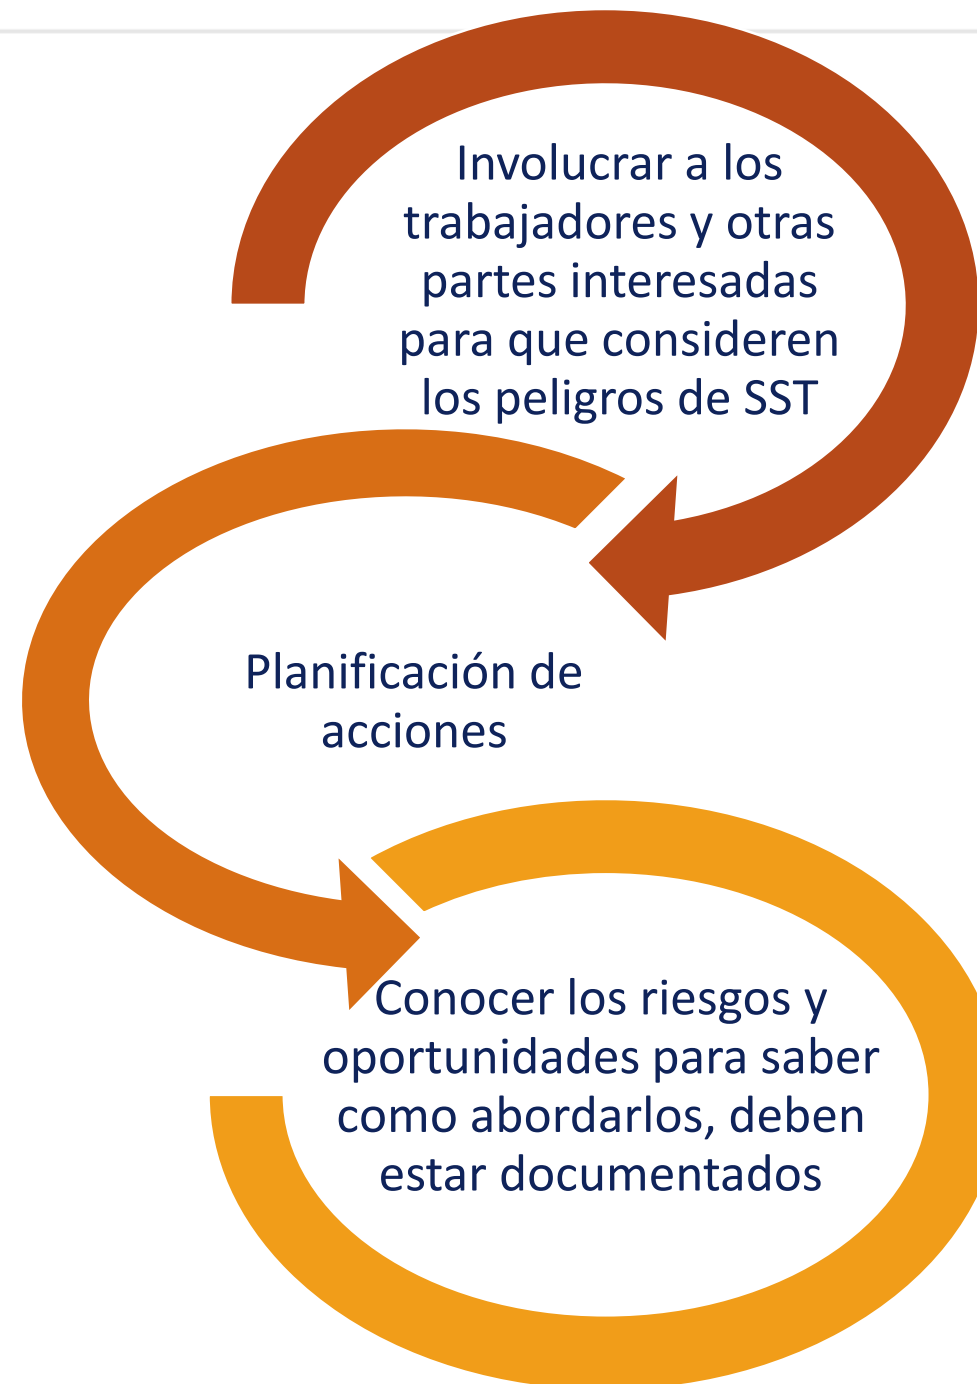 Involucrar a los
trabajadores y otras
partes interesadas
para que consideren
los peligros de SST
Planificación de
acciones
Conocer los riesgos y
oportunidades para saber
como abordarlos, deben
estar documentados